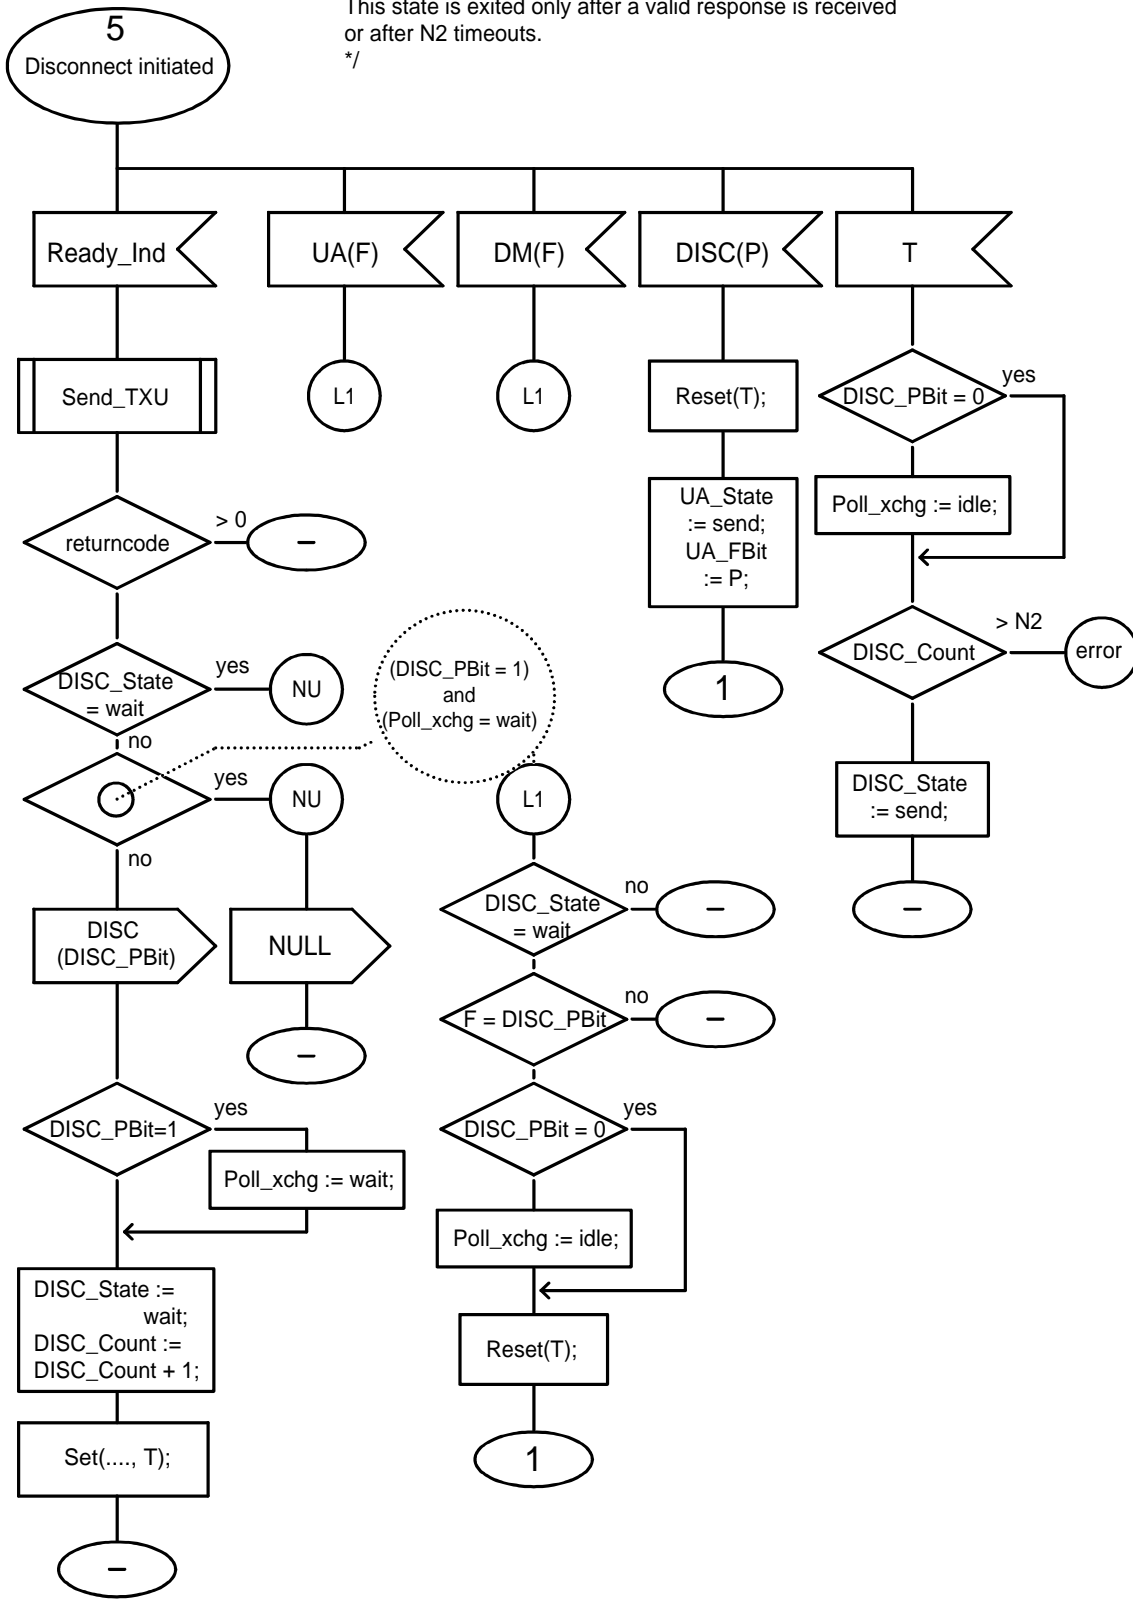 This state is exited only after a valid response is received
or after N2 timeouts.
*/
5
Disconnect initiated
Ready_Ind
UA(F)
DM(F)
DISC(P)
T
Send_TXU
L1
L1
Reset(T);
DISC_PBit = 0
yes
UA_State
:= send;
UA_FBit
:= P;
Poll_xchg := idle;
returncode
> 0
–
DISC_Count
> N2
error
DISC_State
= wait
yes
NU
no
(DISC_PBit = 1)
and
(Poll_xchg = wait)
1
yes
NU
no
L1
DISC_State
:= send;
–
DISC
(DISC_PBit)
NULL
–
DISC_State
= wait
no
–
F = DISC_PBit
no
–
DISC_PBit=1
yes
Poll_xchg := wait;
DISC_PBit = 0
yes
Poll_xchg := idle;
DISC_State :=
wait;
DISC_Count :=
DISC_Count + 1;
Reset(T);
Set(...., T);
1
–